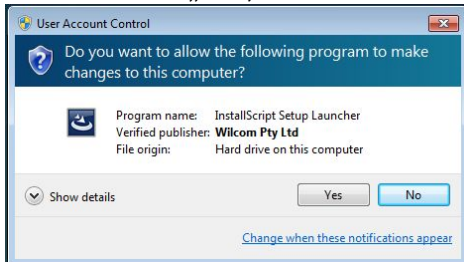 User Account Control
Do you want to allow the following program to make
changes to this computer?
Program name: InstallScript Setup Launcher
Verified publisher: Wilcom Pty Ltd
File origin: Hard drive on this computer
Show details
Yes
No
Change when these notifications appear